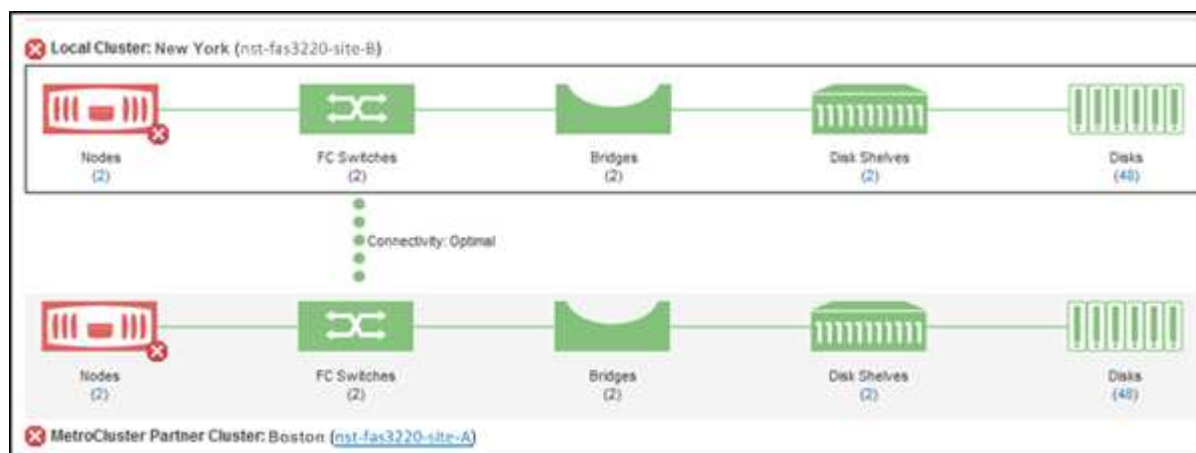 Local Cluster: New York (nst-fas3220-site-B)
Nodes FC Switches Bridges Disk Shelves Disks
(2) (2) (2) (2) (48)
Connectivity: Optimal
Nodes FC Switches Bridges Disk Shelves Disks
(2) (2) (2) (2) (48)
MetroCluster Partner Cluster: Boston (nst-fas3220-site-A)